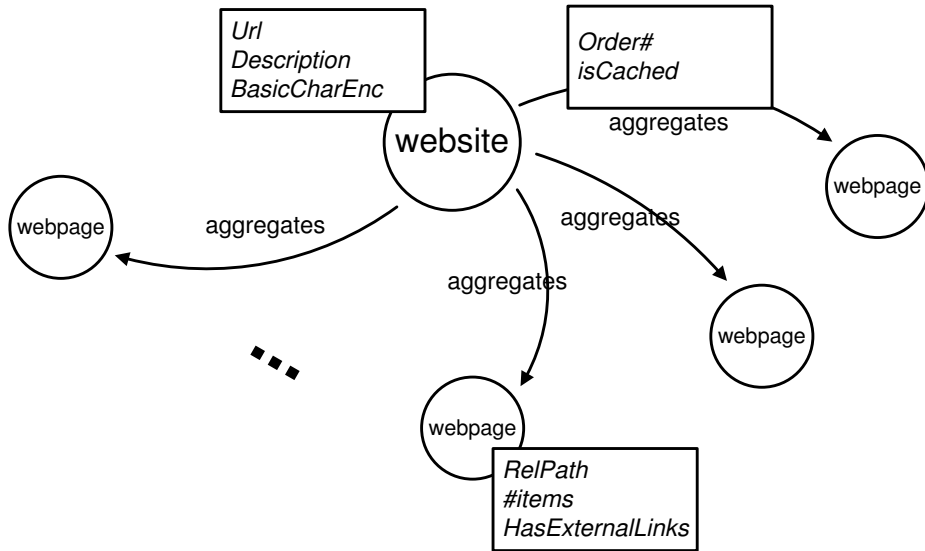 Url
Description
BasicCharEnc
Order#
isCached
website
aggregates
webpage
webpage
aggregates
aggregates
aggregates
webpage
webpage
RelPath
#items
HasExternalLinks